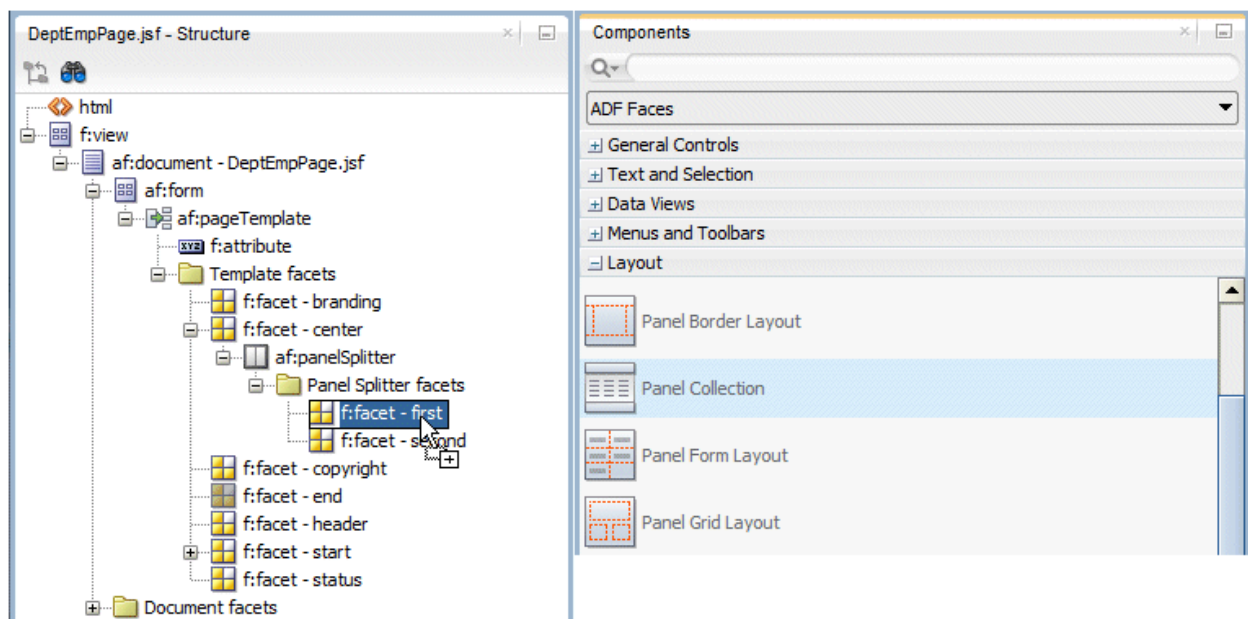 DeptEmpPage.jsf - Structure
html
f:view
af:document - DeptEmpPage.jsf
af:form
af:pageTemplate
xyz f:attribute
Template facets
f:facet - branding
f:facet - center
af:panelSplitter
Panel Splitter facets
f:facet - first
f:facet - second
f:facet - copyright
f:facet - end
f:facet - header
f:facet - start
f:facet - status
Document facets
Components
ADF Faces
General Controls
Text and Selection
Data Views
Menus and Toolbars
Layout
Panel Border Layout
Panel Collection
Panel Form Layout
Panel Grid Layout